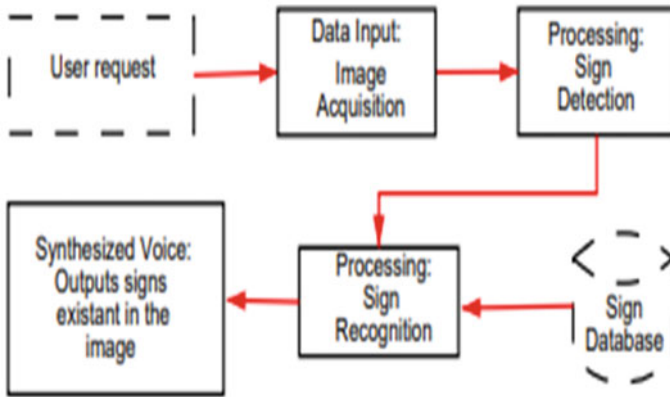 User request
Data Input:
Image
Acquisition
Processing:
Sign
Detection
Synthesized Voice:
Outputs signs
existant in the
image
Processing:
Sign
Recognition
Sign
Database